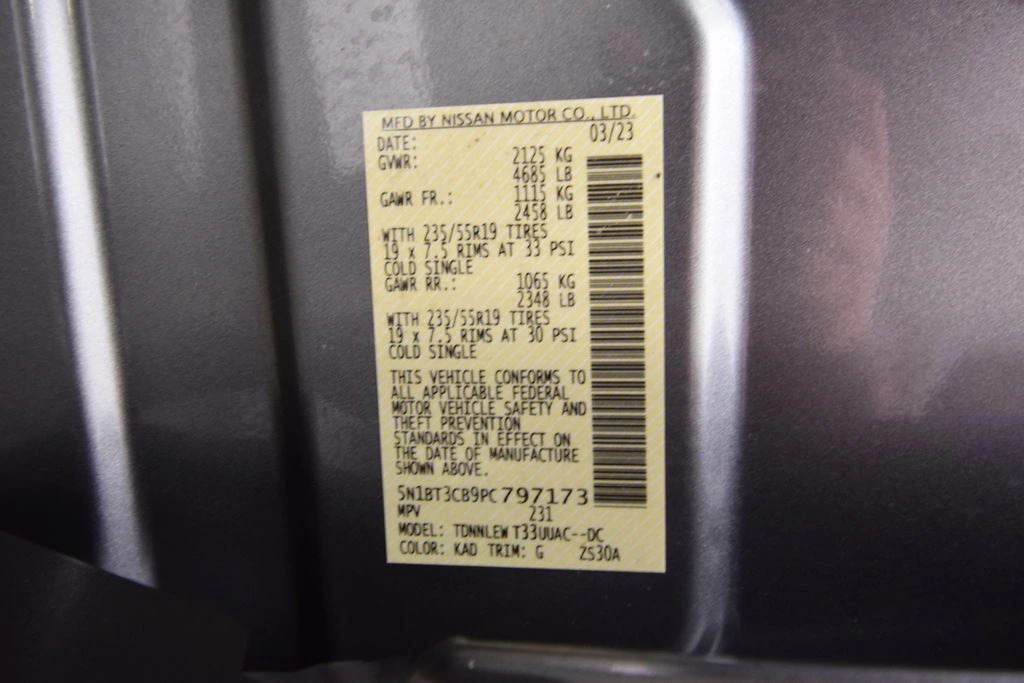 MFD BY NISSAN MOTOR CO., LTD.
DATE: 03/23
GVWR: 2125 KG
4685 LB
GAWR FR.: 1115 KG
2458 LB
WITH 235/55R19 TIRES
19 x 7.5 RIMS AT 33 PSI
COLD SINGLE
GAWR RR.: 1065 KG
2348 LB
WITH 235/55R19 TIRES
19 x 7.5 RIMS AT 30 PSI
COLD SINGLE
THIS VEHICLE CONFORMS TO
ALL APPLICABLE FEDERAL
MOTOR VEHICLE SAFETY AND
THEFT PREVENTION
STANDARDS IN EFFECT ON
THE DATE OF MANUFACTURE
SHOWN ABOVE.
5N1BT3CB9PC797173
MPV 231
MODEL: TDNNLEW T33UUAC--DC
COLOR: KAD TRIM: G ZS30A